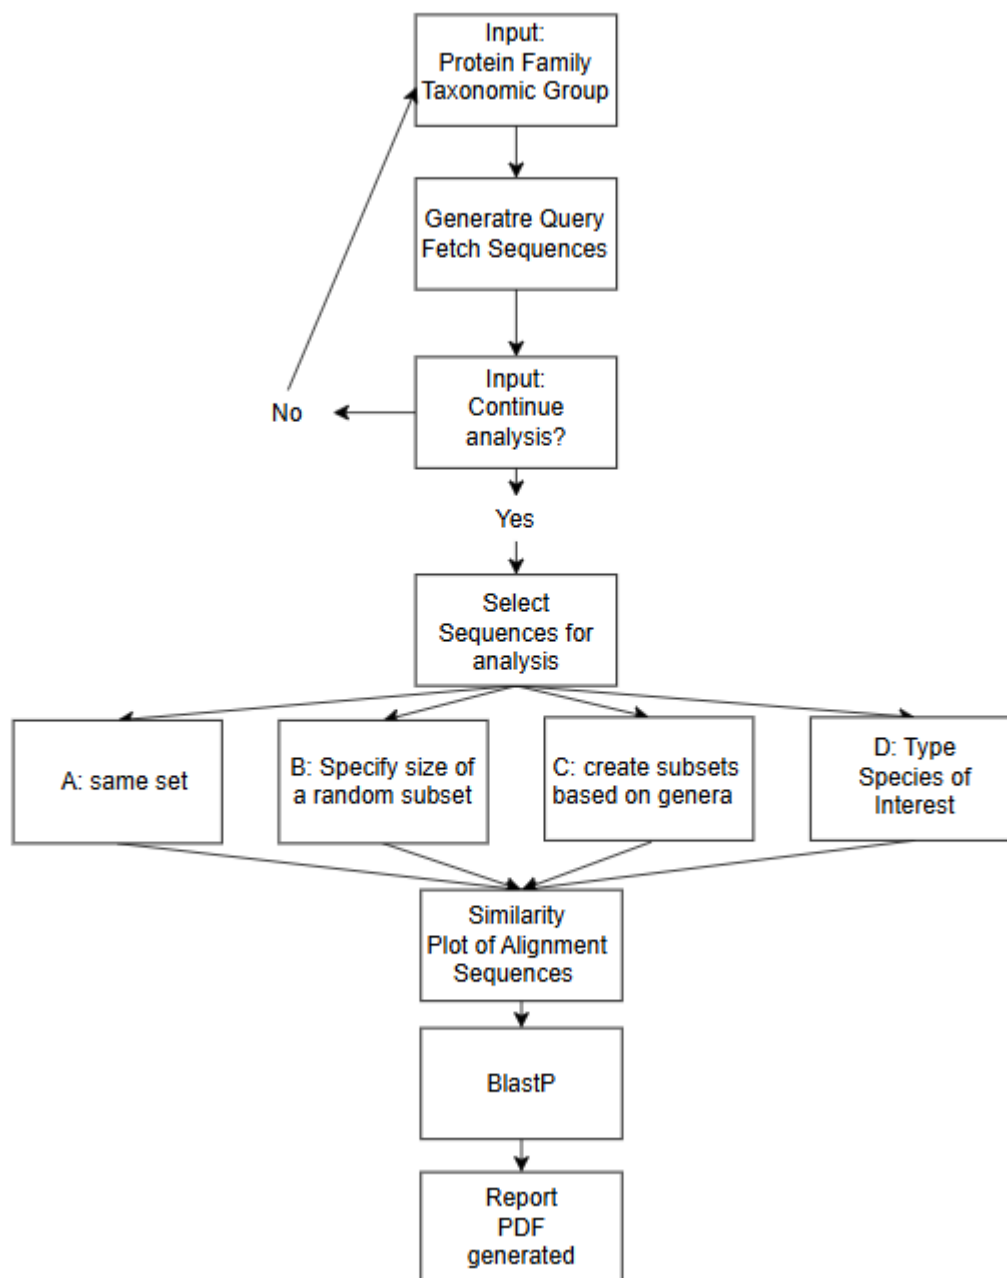 Input:
Protein Family
Taxonomic Group
Generatre Query
Fetch Sequences
Input:
Continue
analysis?
No
Yes
Select
Sequences for
analysis
A: same set
B: Specify size of
a random subset
C: create subsets
based on genera
D: Type
Species of
Interest
Similarity
Plot of Alignment
Sequences
BlastP
Report
PDF
generated